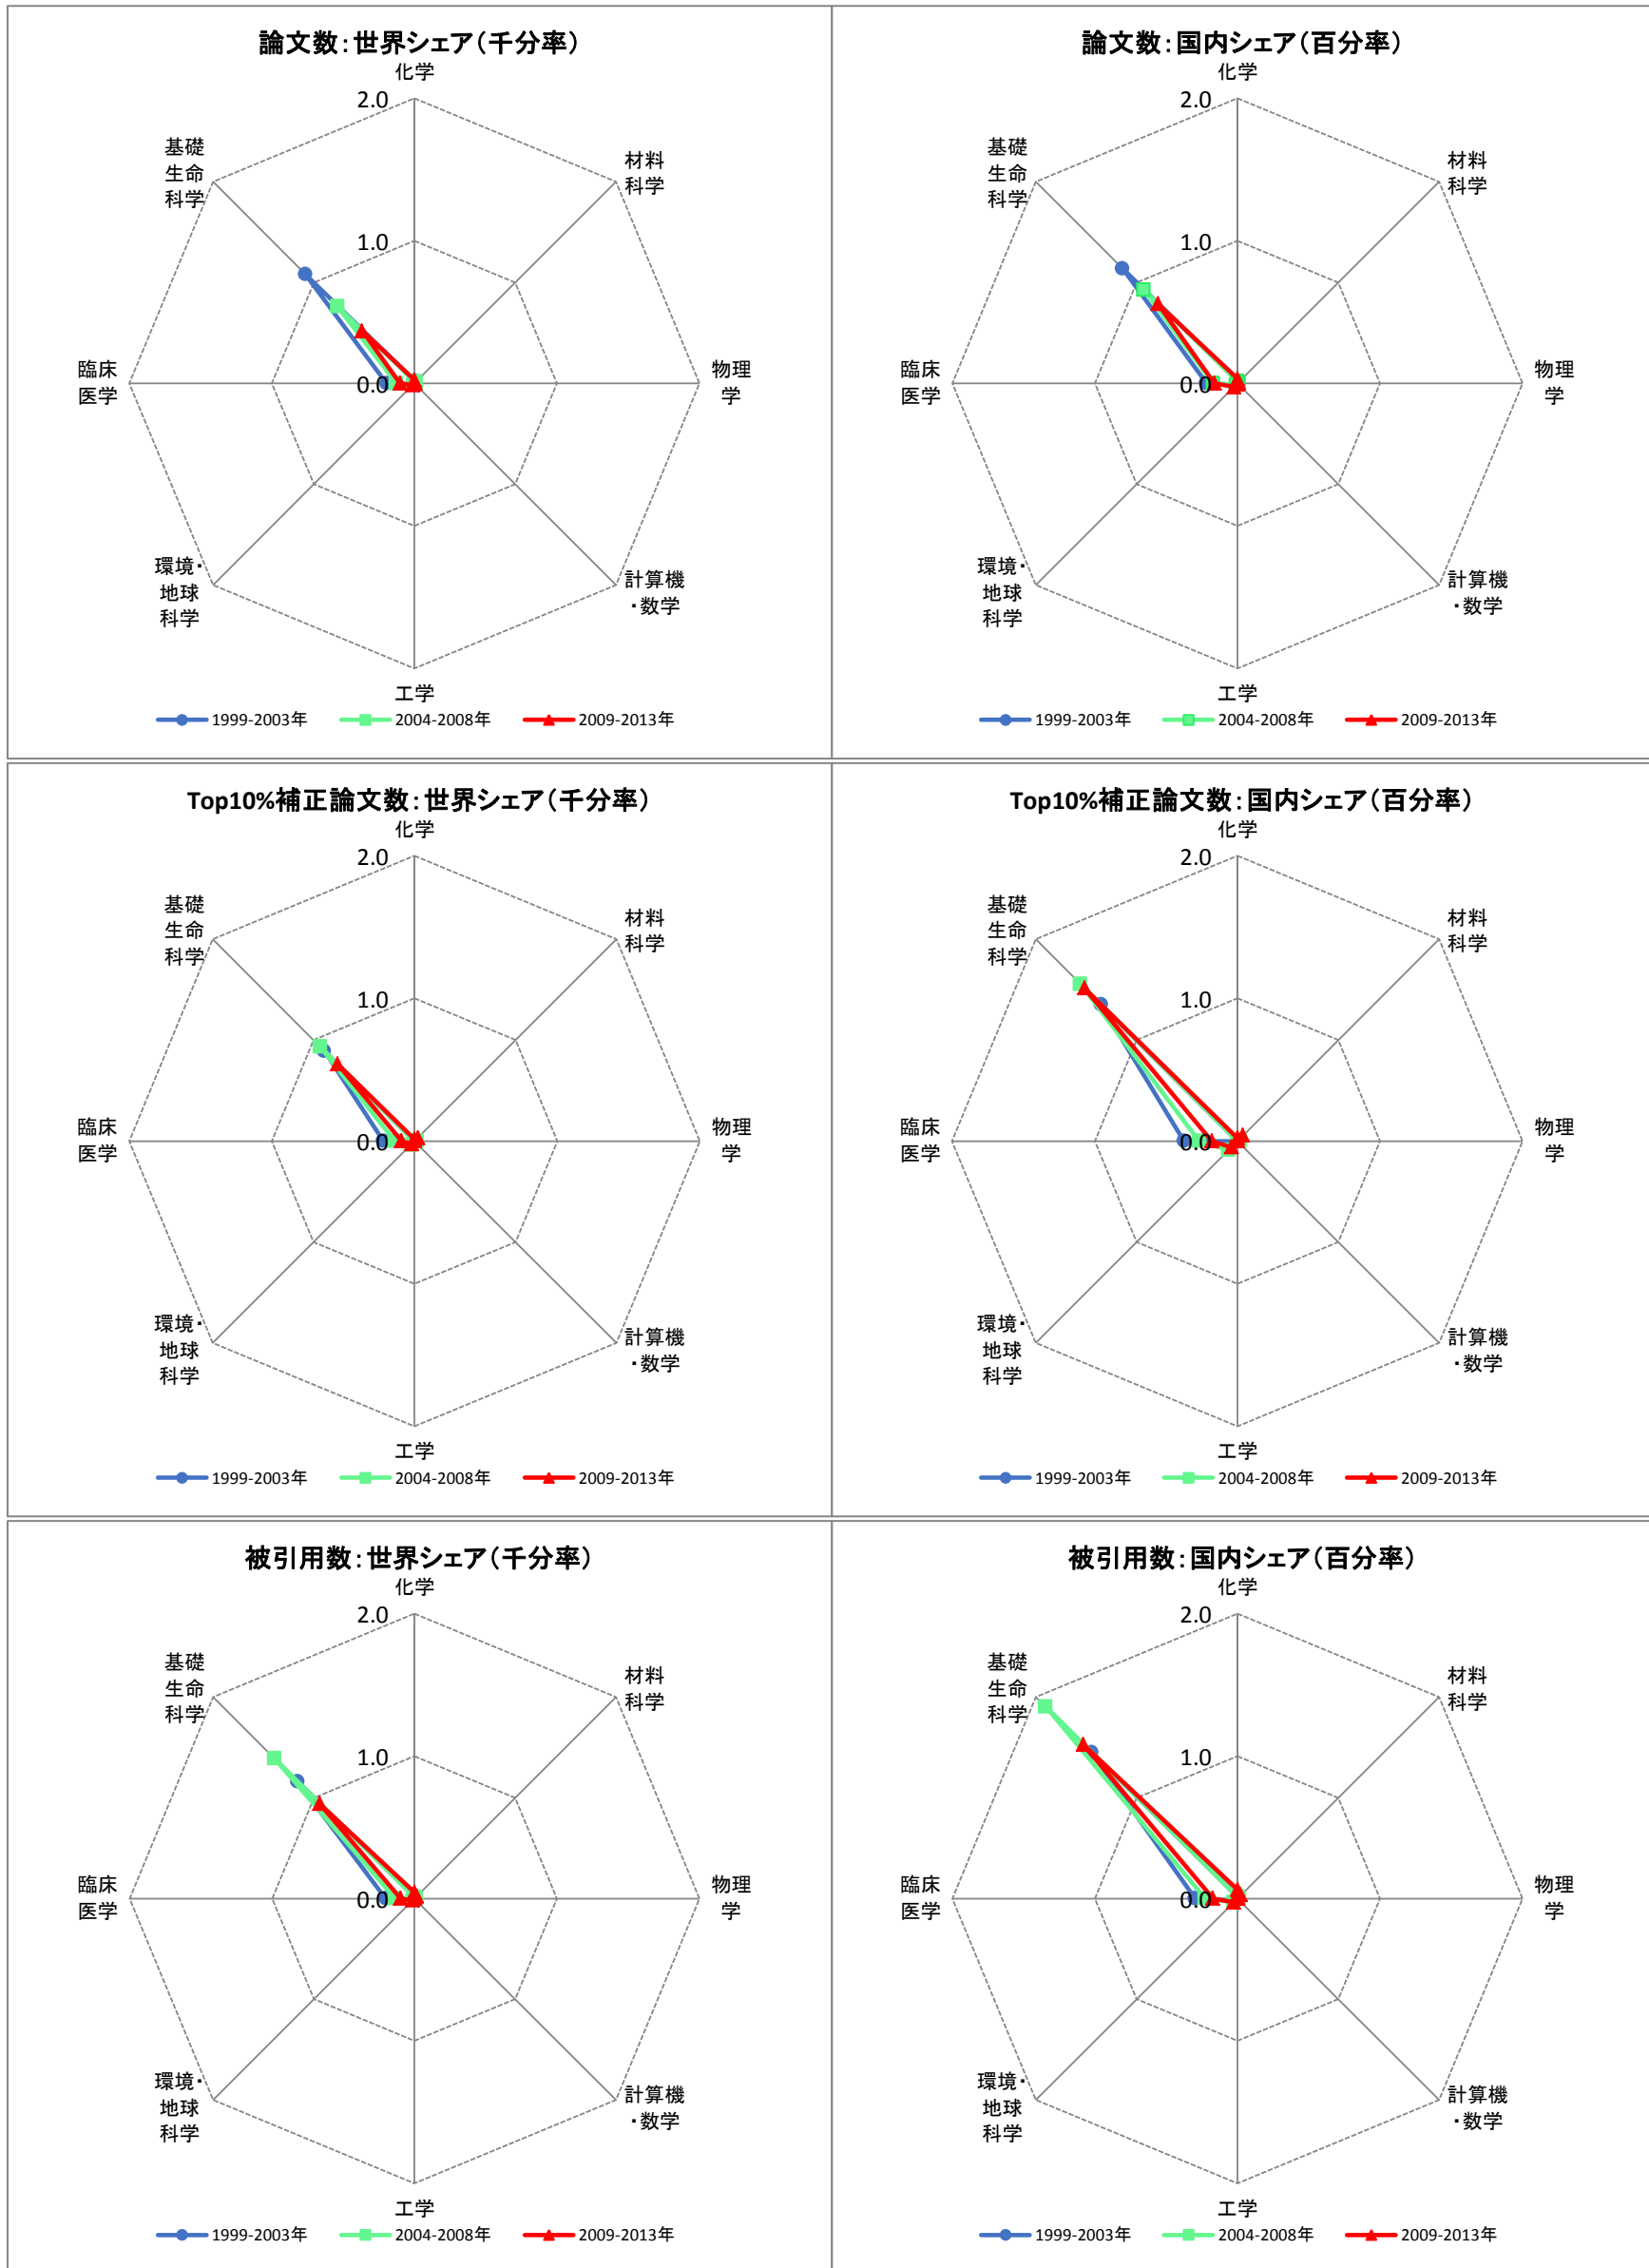 論文数：世界シェア（千分率）
化学
2.0
基礎
生命
科学
材料
科学
1.0
臨床
医学
0.0
物理
学
環境・
地球
科学
計算機
・数学
工学
1999-2003年 2004-2008年 2009-2013年
論文数：国内シェア（百分率）
化学
2.0
基礎
生命
科学
材料
科学
1.0
臨床
医学
0.0
物理
学
環境・
地球
科学
計算機
・数学
工学
1999-2003年 2004-2008年 2009-2013年
Top10%補正論文数：世界シェア（千分率）
化学
2.0
基礎
生命
科学
材料
科学
1.0
臨床
医学
0.0
物理
学
環境・
地球
科学
計算機
・数学
工学
1999-2003年 2004-2008年 2009-2013年
Top10%補正論文数：国内シェア（百分率）
化学
2.0
基礎
生命
科学
材料
科学
1.0
臨床
医学
0.0
物理
学
環境・
地球
科学
計算機
・数学
工学
1999-2003年 2004-2008年 2009-2013年
被引用数：世界シェア（千分率）
化学
2.0
基礎
生命
科学
材料
科学
1.0
臨床
医学
0.0
物理
学
環境・
地球
科学
計算機
・数学
工学
1999-2003年 2004-2008年 2009-2013年
被引用数：国内シェア（百分率）
化学
2.0
基礎
生命
科学
材料
科学
1.0
臨床
医学
0.0
物理
学
環境・
地球
科学
計算機
・数学
工学
1999-2003年 2004-2008年 2009-2013年